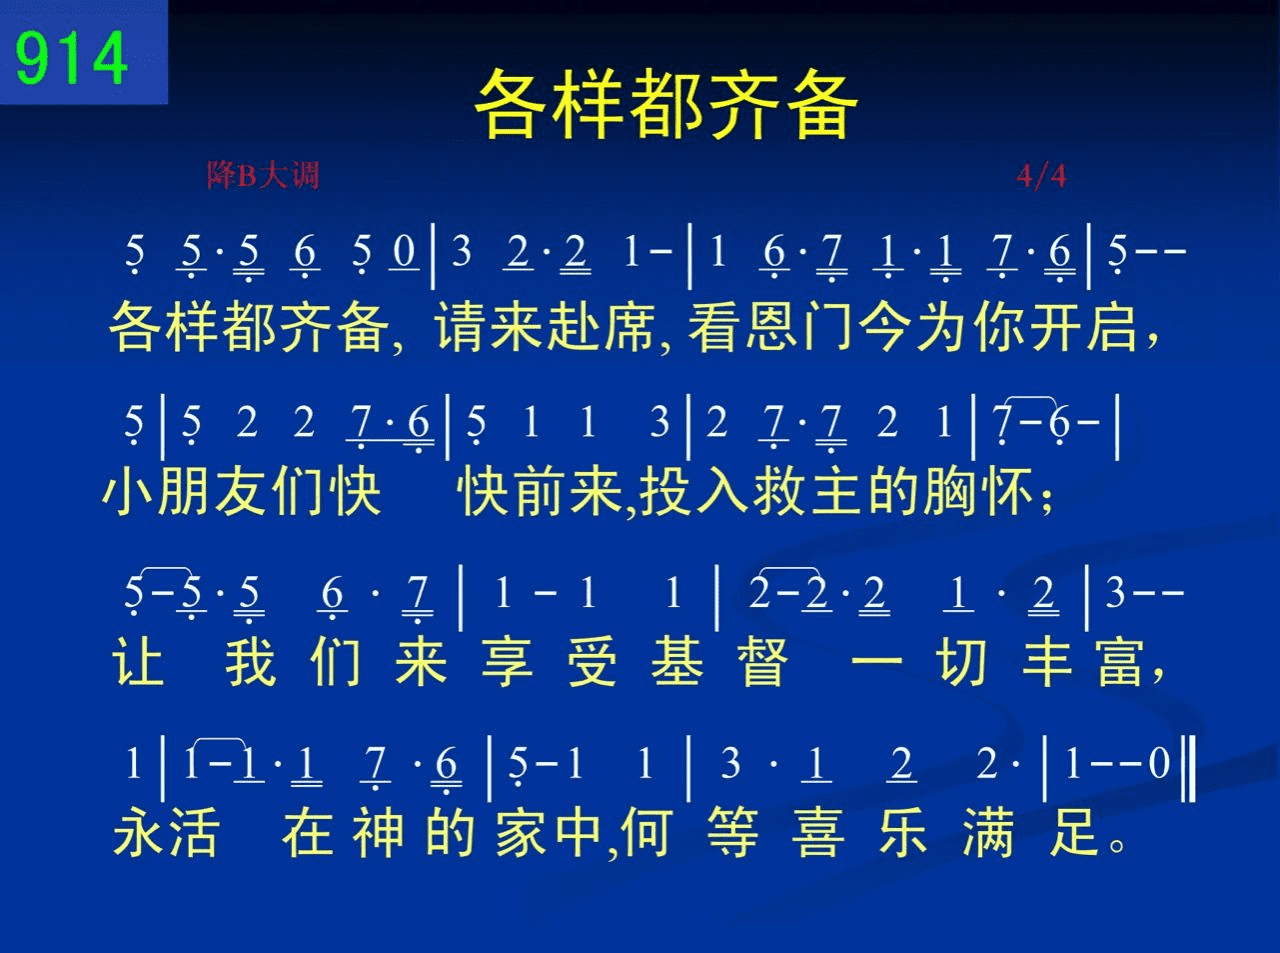 914
各样都齐备
降B大调 4/4
5̣ 5̣·5̣ 6̣ 5̣ 0|3 2·2 1-|1 6̣·7̣ 1̣·1̣ 7̣·6̣|5̣--
各样都齐备, 请来赴席, 看恩门今为你开启，
5̣|5̣ 2 2 7̣·6̣|5̣ 1 1 3|2 7̣·7̣ 2 1|7̣-6̣-|
小朋友们快 快前来,投入救主的胸怀；
5̣-5̣·5̣ 6̣·7̣|1-1 1|2-2·2 1·2|3--
让 我们来享受基督 一切丰富，
1|1-1·1 7̣·6̣|5̣-1 1|3·1 2 2·|1--0‖
永活 在神的家中,何等喜乐满足。